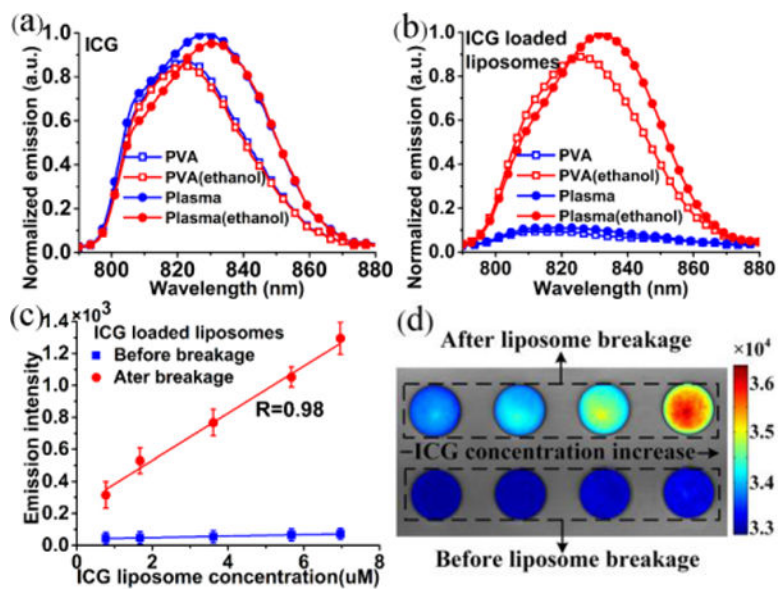 (a)
ICG
Normalized emission (a.u.)
1.0
0.8
0.6
0.4
0.2
0.0
PVA
PVA(ethanol)
Plasma
Plasma(ethanol)
800 820 840 860 880
Wavelength (nm)
(b)
ICG loaded
liposomes
Normalized emission (a.u.)
1.0
0.8
0.6
0.4
0.2
0.0
PVA
PVA(ethanol)
Plasma
Plasma(ethanol)
800 820 840 860 880
Wavelength (nm)
(c)
×10³
ICG loaded liposomes
Before breakage
Ater breakage
R=0.98
Emission intensity
1.4
1.2
1.0
0.8
0.6
0.4
0.2
0.0
0 2 4 6 8
ICG liposome concentration(uM)
(d)
After liposome breakage
×10⁴
3.6
3.5
3.4
3.3
ICG concentration increase
Before liposome breakage